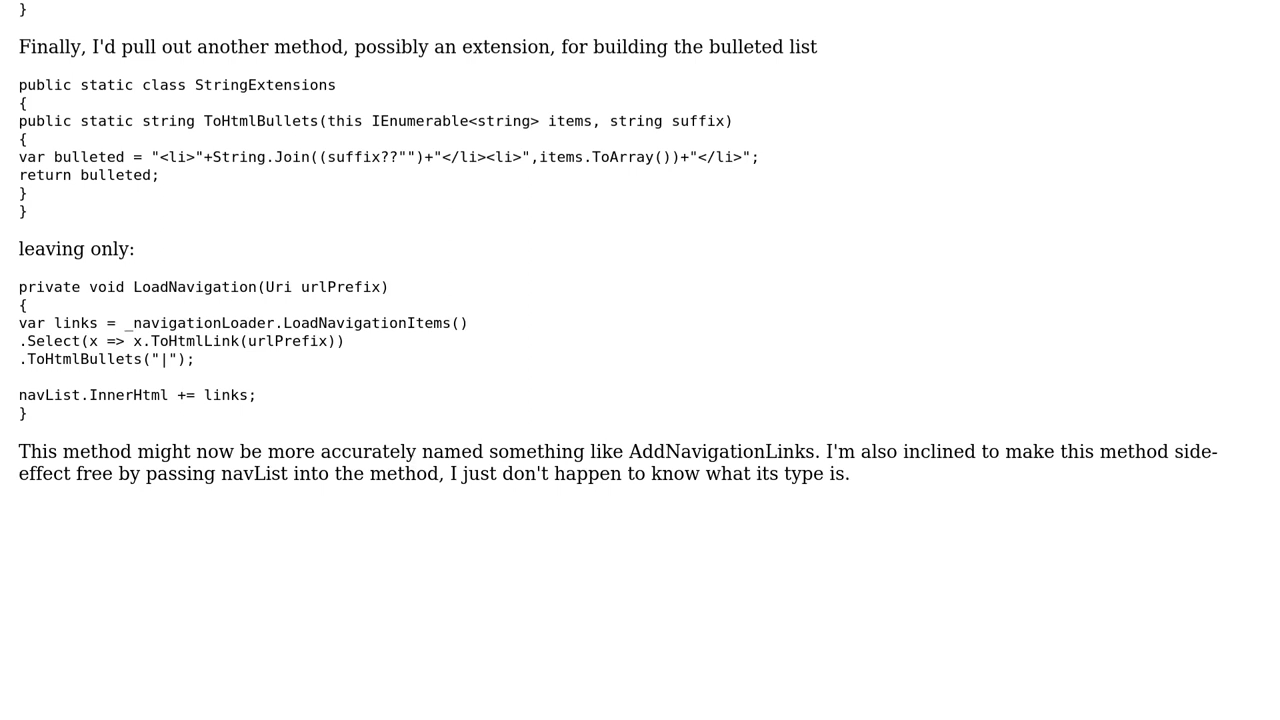 }
Finally, I'd pull out another method, possibly an extension, for building the bulleted list
public static class StringExtensions
{
public static string ToHtmlBullets(this IEnumerable<string> items, string suffix)
{
var bulleted = "<li>"+String.Join((suffix??"")+"</li><li>",items.ToArray())+"</li>";
return bulleted;
}
}
leaving only:
private void LoadNavigation(Uri urlPrefix)
{
var links = _navigationLoader.LoadNavigationItems()
.Select(x => x.ToHtmlLink(urlPrefix))
.ToHtmlBullets("|");
navList.InnerHtml += links;
}
This method might now be more accurately named something like AddNavigationLinks. I'm also inclined to make this method side-
effect free by passing navList into the method, I just don't happen to know what its type is.